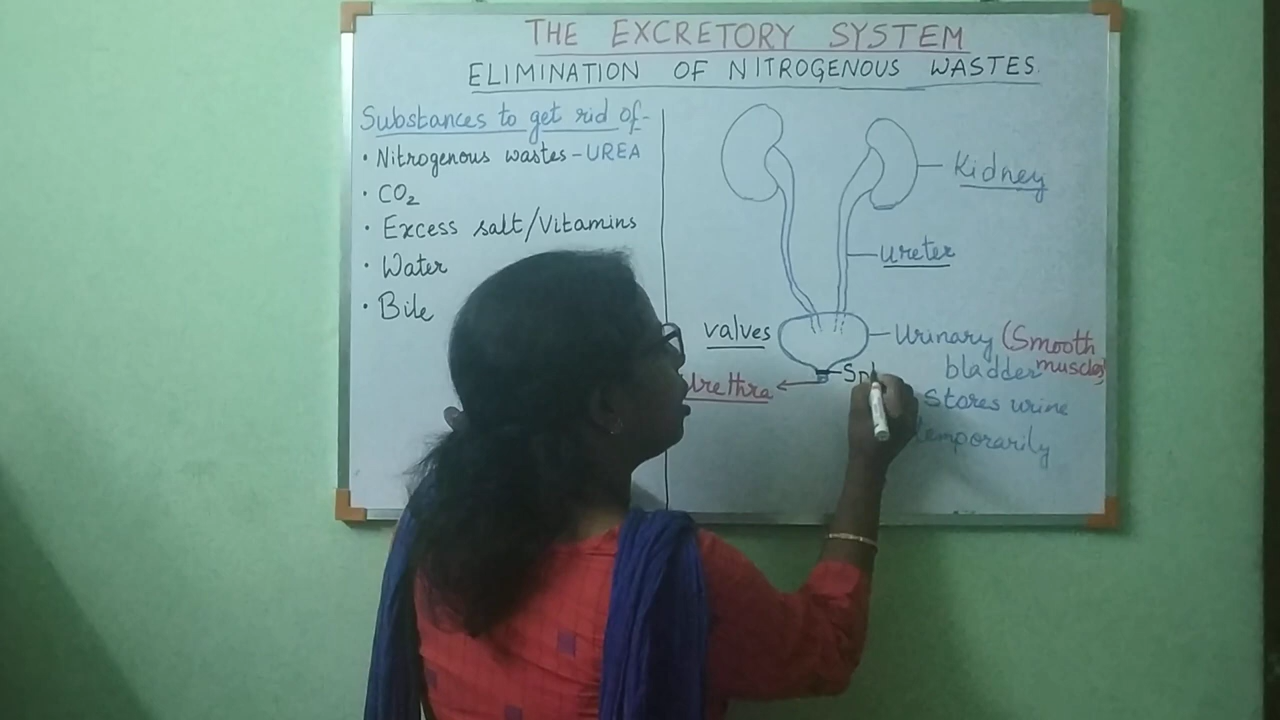 THE EXCRETORY SYSTEM
ELIMINATION OF NITROGENOUS WASTES.
Substances to get rid of-
• Nitrogenous wastes - UREA
• CO2
• Excess salt/Vitamins
• Water
• Bile
Kidney
Ureter
valves
Urinary (Smooth
bladder muscles)
Urethra
Sp
Stores urine
temporarily